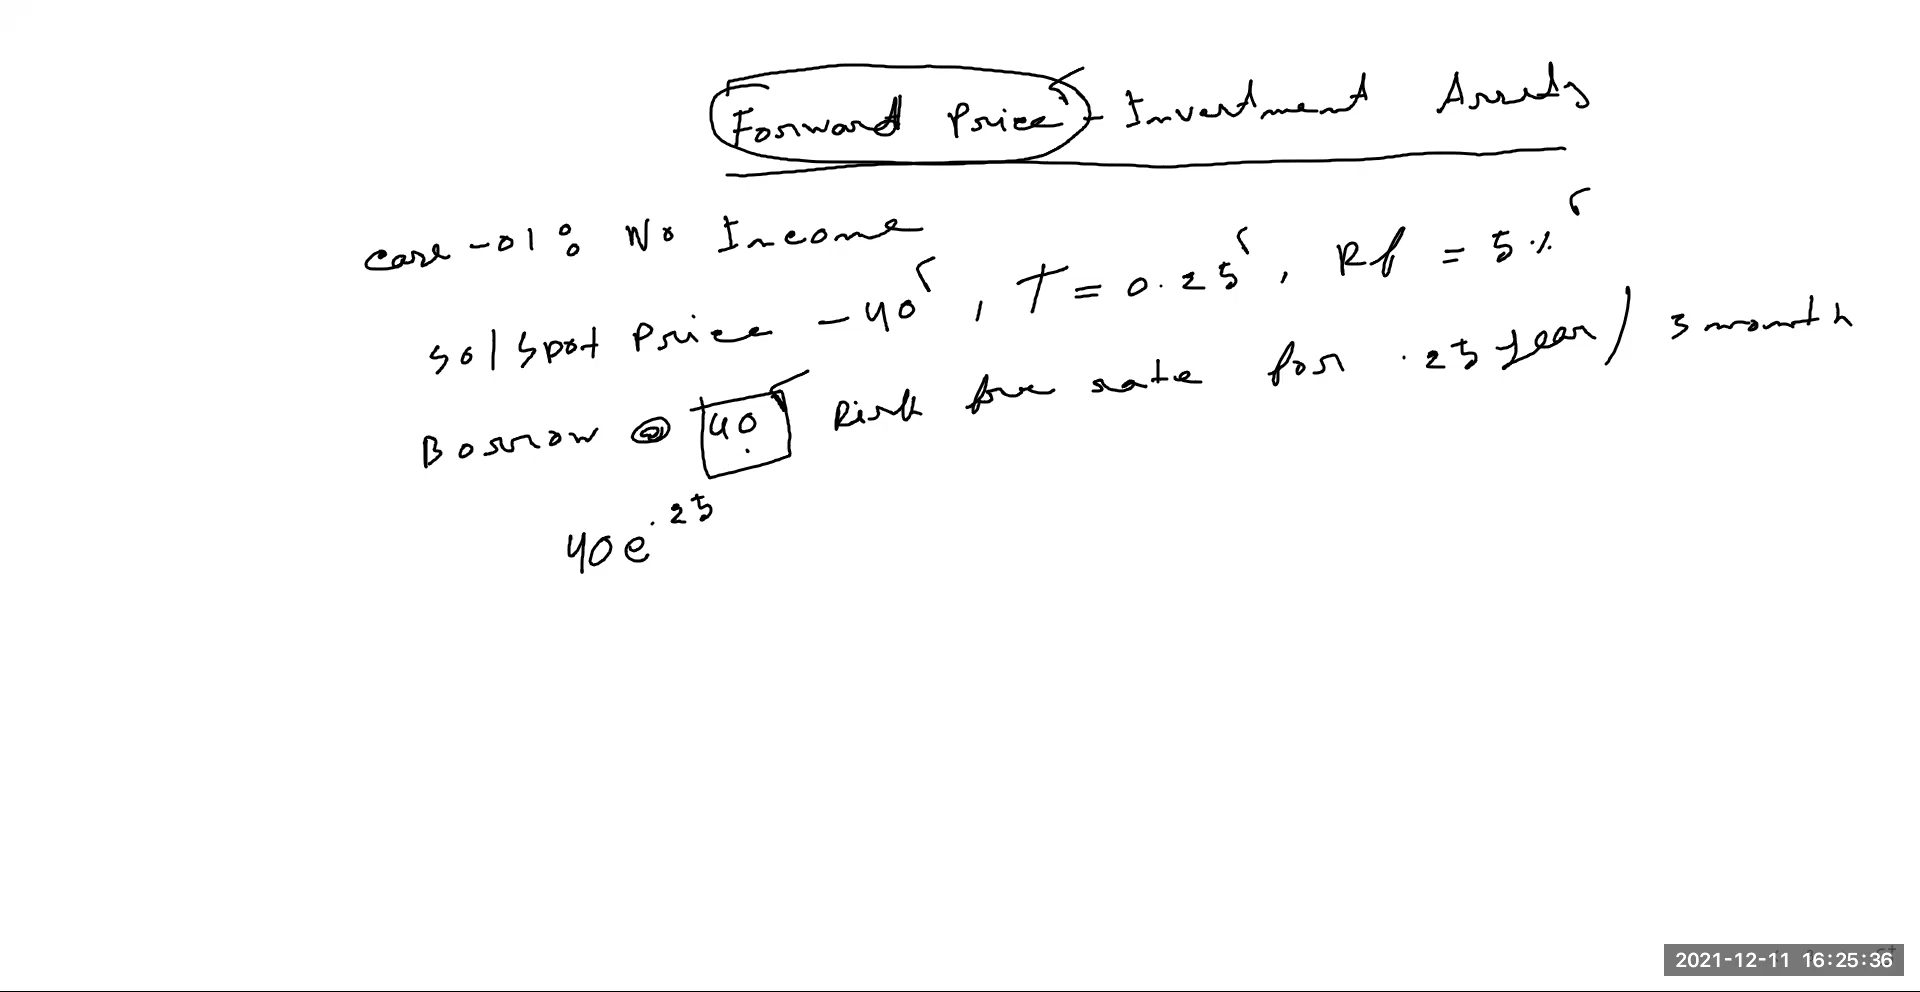 Forward Price - Investment Assets
Case -01: No Income
So/Spot Price - 40, T = 0.25, Rf = 5%
Borrow @ 40 Risk free rate for .25 year/3 month
40e.25
2021-12-11 16:25:36